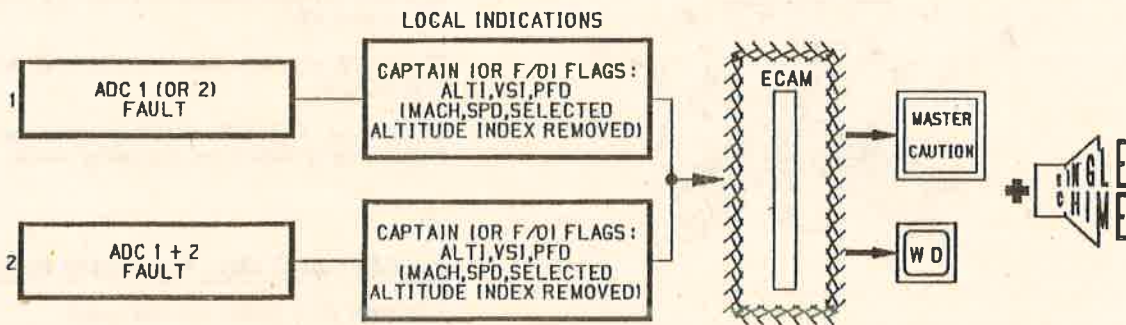 LOCAL INDICATIONS
1
ADC 1 (OR 2)
FAULT
CAPTAIN (OR F/O) FLAGS :
ALTI,VSI,PFD
(MACH,SPD,SELECTED
ALTITUDE INDEX REMOVED)
2
ADC 1 + 2
FAULT
CAPTAIN (OR F/O) FLAGS :
ALTI,VSI,PFD
(MACH,SPD,SELECTED
ALTITUDE INDEX REMOVED)
ECAM
MASTER
CAUTION
W D
+
SINGLE
CHIME